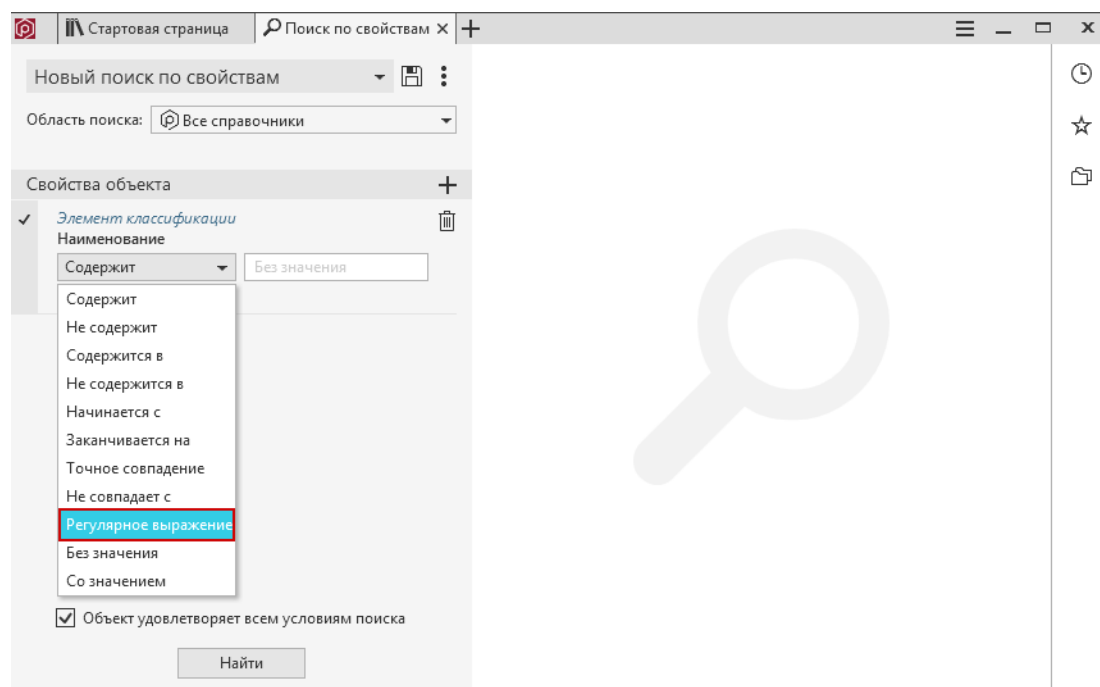 Стартовая страница
Поиск по свойствам
Новый поиск по свойствам
Область поиска: Все справочники
Свойства объекта
Элемент классификации
Наименование
Содержит Без значения
Содержит
Не содержит
Содержится в
Не содержится в
Начинается с
Заканчивается на
Точное совпадение
Не совпадает с
Регулярное выражение
Без значения
Со значением
Объект удовлетворяет всем условиям поиска
Найти